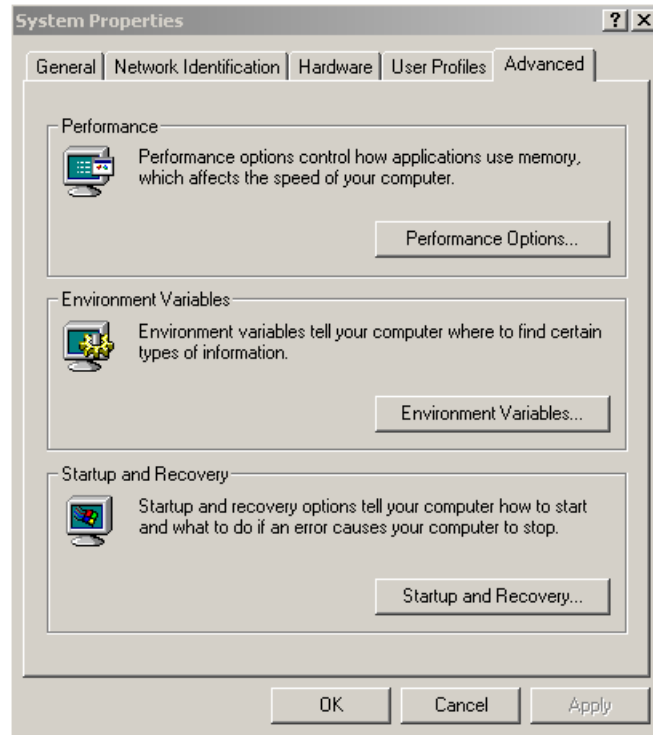 System Properties
General
Network Identification
Hardware
User Profiles
Advanced
Performance
Performance options control how applications use memory,
which affects the speed of your computer.
Performance Options...
Environment Variables
Environment variables tell your computer where to find certain
types of information.
Environment Variables...
Startup and Recovery
Startup and recovery options tell your computer how to start
and what to do if an error causes your computer to stop.
Startup and Recovery...
OK
Cancel
Apply